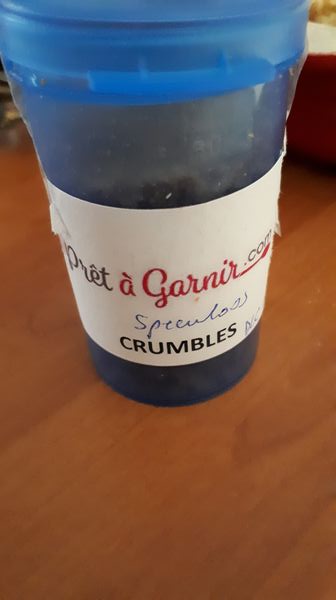 prêt à Garnir.com
Speculoos
CRUMBLES